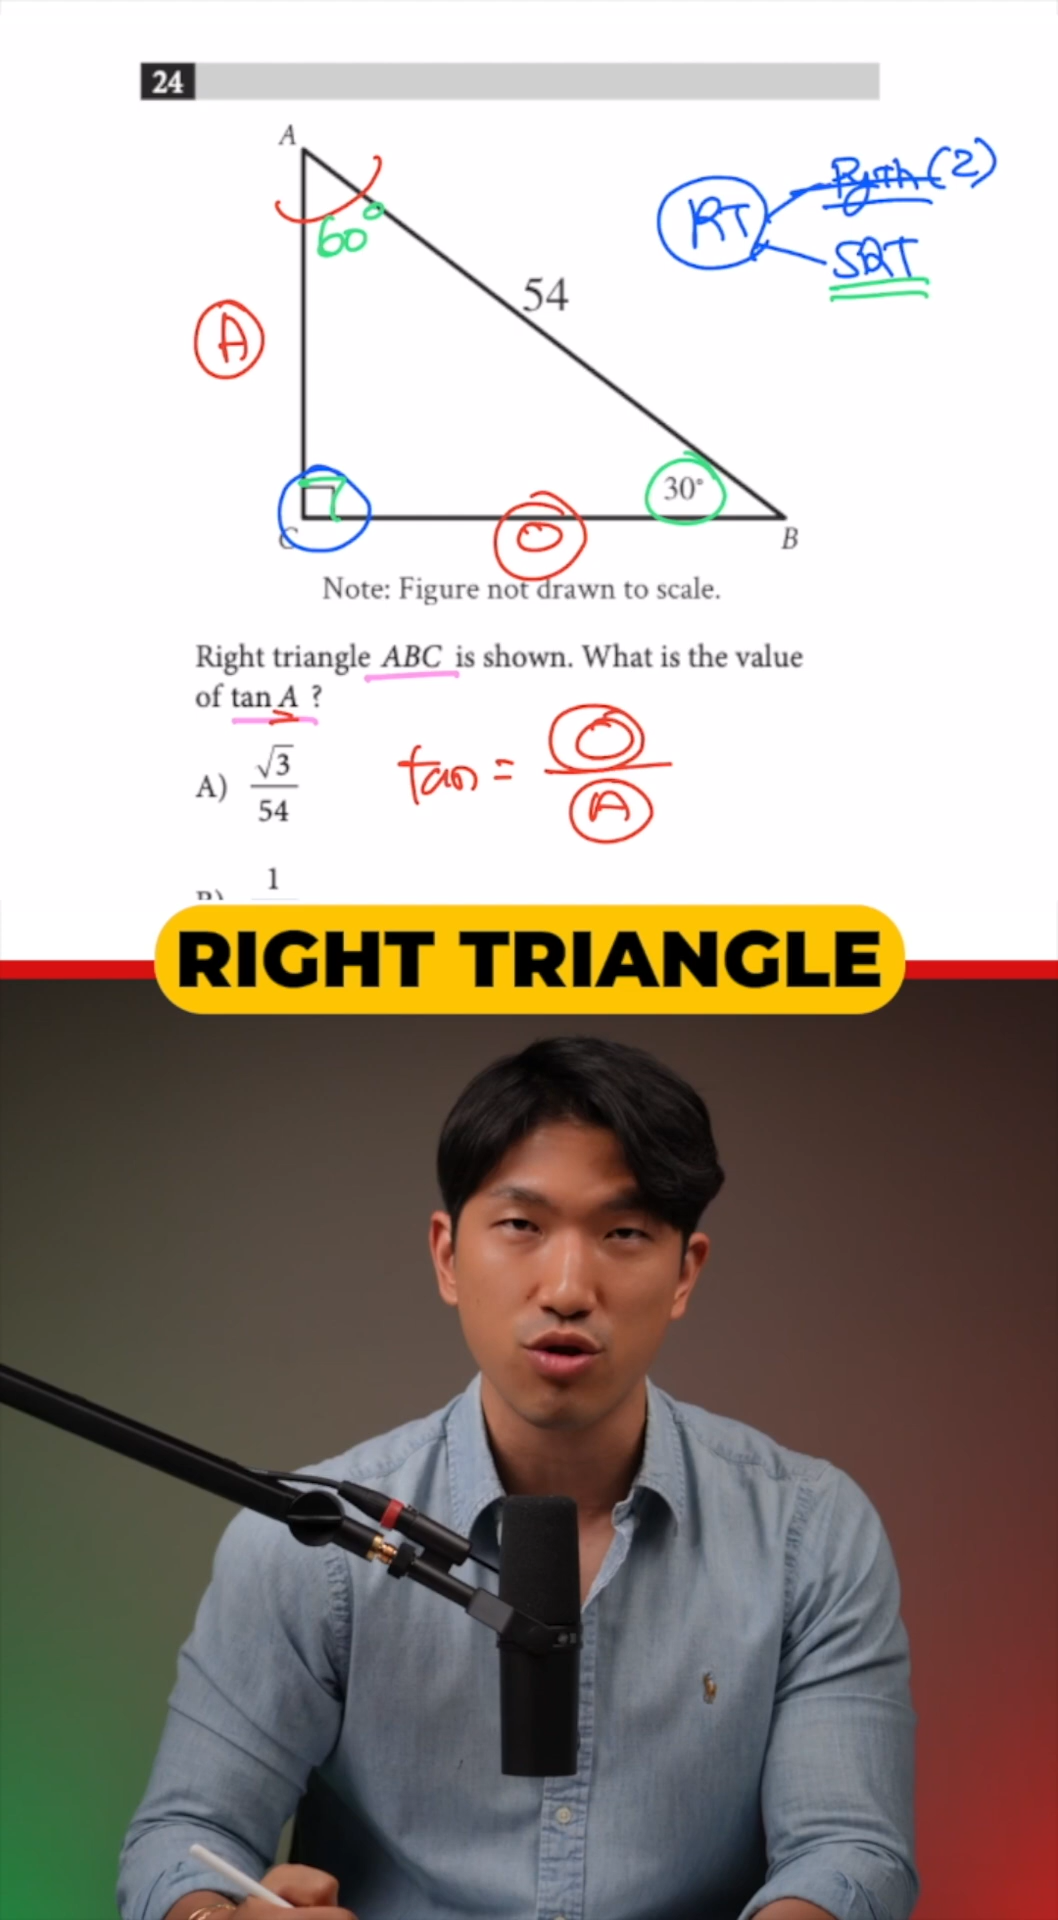 24
A
60°
RT
Pyth (2)
SRT
54
A
30°
C
O
B
Note: Figure not drawn to scale.
Right triangle ABC is shown. What is the value
of tan A ?
A) √3
54
tan = O
A
B) 1
RIGHT TRIANGLE